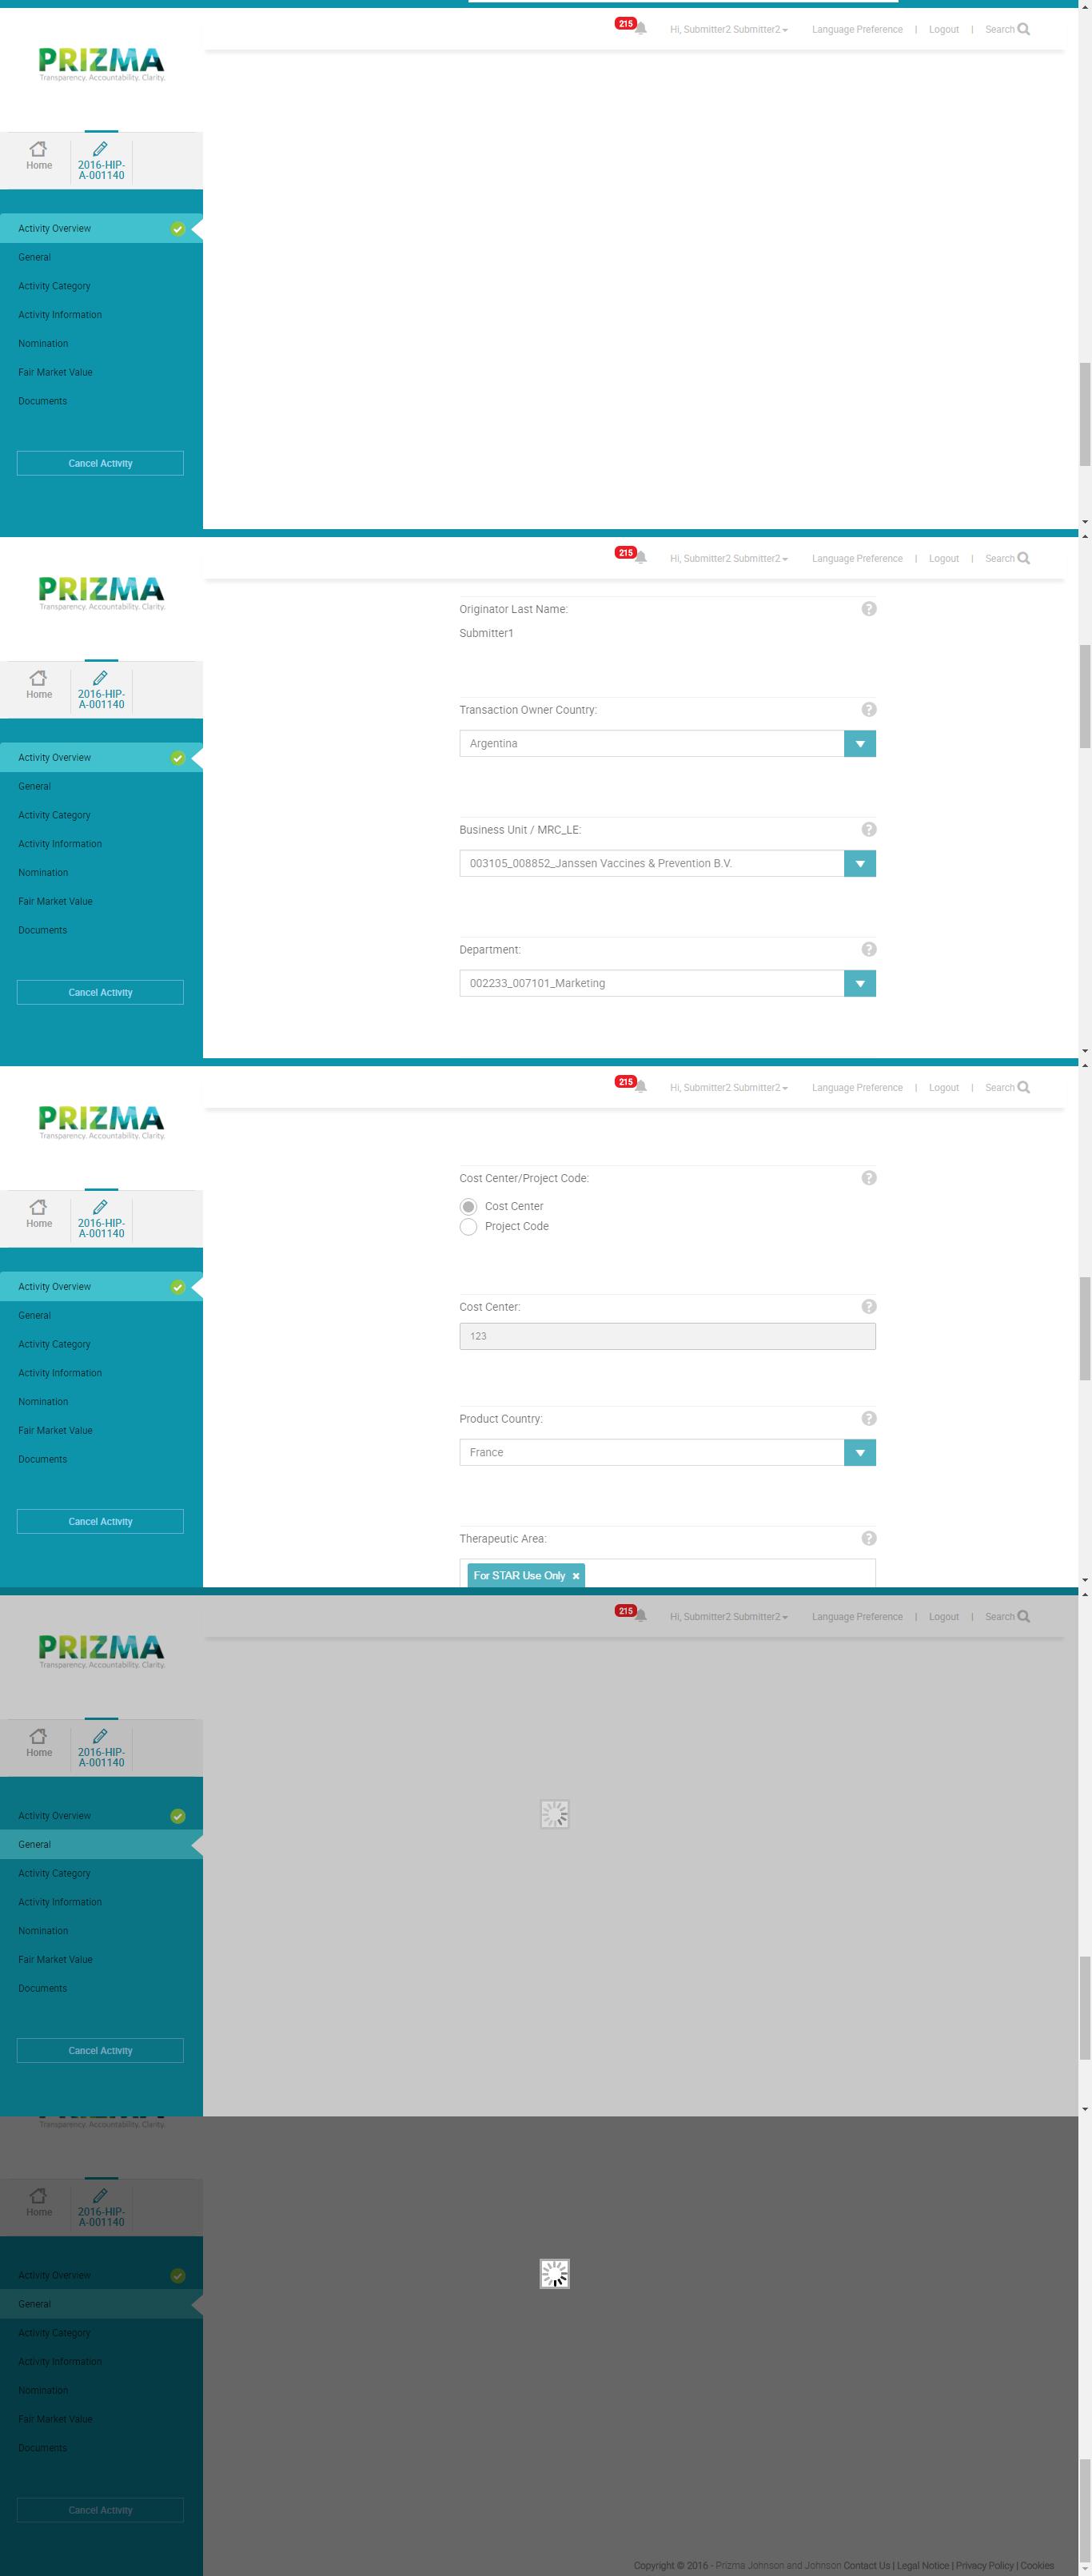 215
Hi, Submitter2 Submitter2
Language Preference | Logout | Search
PRIZMA
Transparency. Accountability. Clarity.
Home
2016-HIP-
A-001140
Activity Overview
General
Activity Category
Activity Information
Nomination
Fair Market Value
Documents
Cancel Activity
215
Hi, Submitter2 Submitter2
Language Preference | Logout | Search
PRIZMA
Transparency. Accountability. Clarity.
Home
2016-HIP-
A-001140
Activity Overview
General
Activity Category
Activity Information
Nomination
Fair Market Value
Documents
Cancel Activity
Originator Last Name:
?
Submitter1
Transaction Owner Country:
?
Argentina
Business Unit / MRC_LE:
?
003105_008852_Janssen Vaccines & Prevention B.V.
Department:
?
002233_007101_Marketing
215
Hi, Submitter2 Submitter2
Language Preference | Logout | Search
PRIZMA
Transparency. Accountability. Clarity.
Home
2016-HIP-
A-001140
Activity Overview
General
Activity Category
Activity Information
Nomination
Fair Market Value
Documents
Cancel Activity
Cost Center/Project Code:
?
Cost Center
Project Code
Cost Center:
?
123
Product Country:
?
France
Therapeutic Area:
?
For STAR Use Only ×
215
Hi, Submitter2 Submitter2
Language Preference | Logout | Search
PRIZMA
Transparency. Accountability. Clarity.
Home
2016-HIP-
A-001140
Activity Overview
General
Activity Category
Activity Information
Nomination
Fair Market Value
Documents
Cancel Activity
PRIZMA
Transparency. Accountability. Clarity.
Home
2016-HIP-
A-001140
Activity Overview
General
Activity Category
Activity Information
Nomination
Fair Market Value
Documents
Cancel Activity
Copyright © 2016 - Prizma Johnson and Johnson Contact Us | Legal Notice | Privacy Policy | Cookies